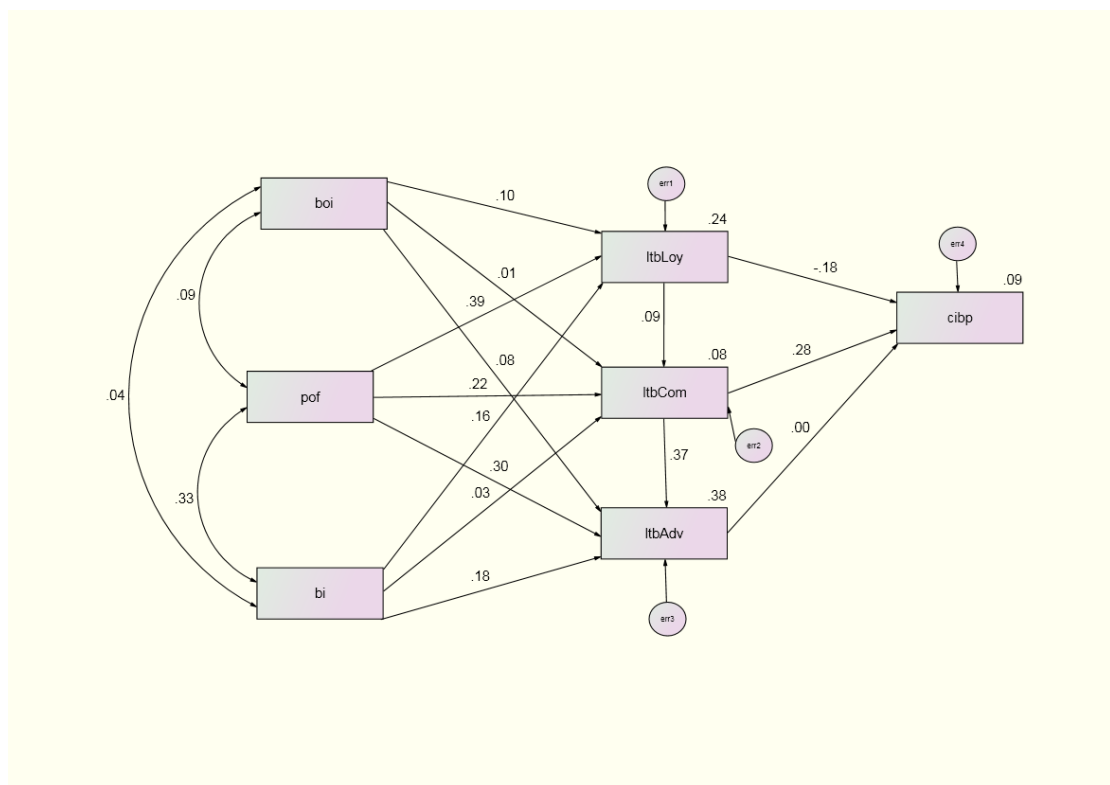 err1
boi
.10
.24
ltbLoy
err4
-.18
.09
cibp
.01
.09
.39
.09
.08
.08
ltbCom
.28
.04
pof
.22
.16
.00
err2
.37
.30
.03
.33
.38
ltbAdv
.18
bi
err3